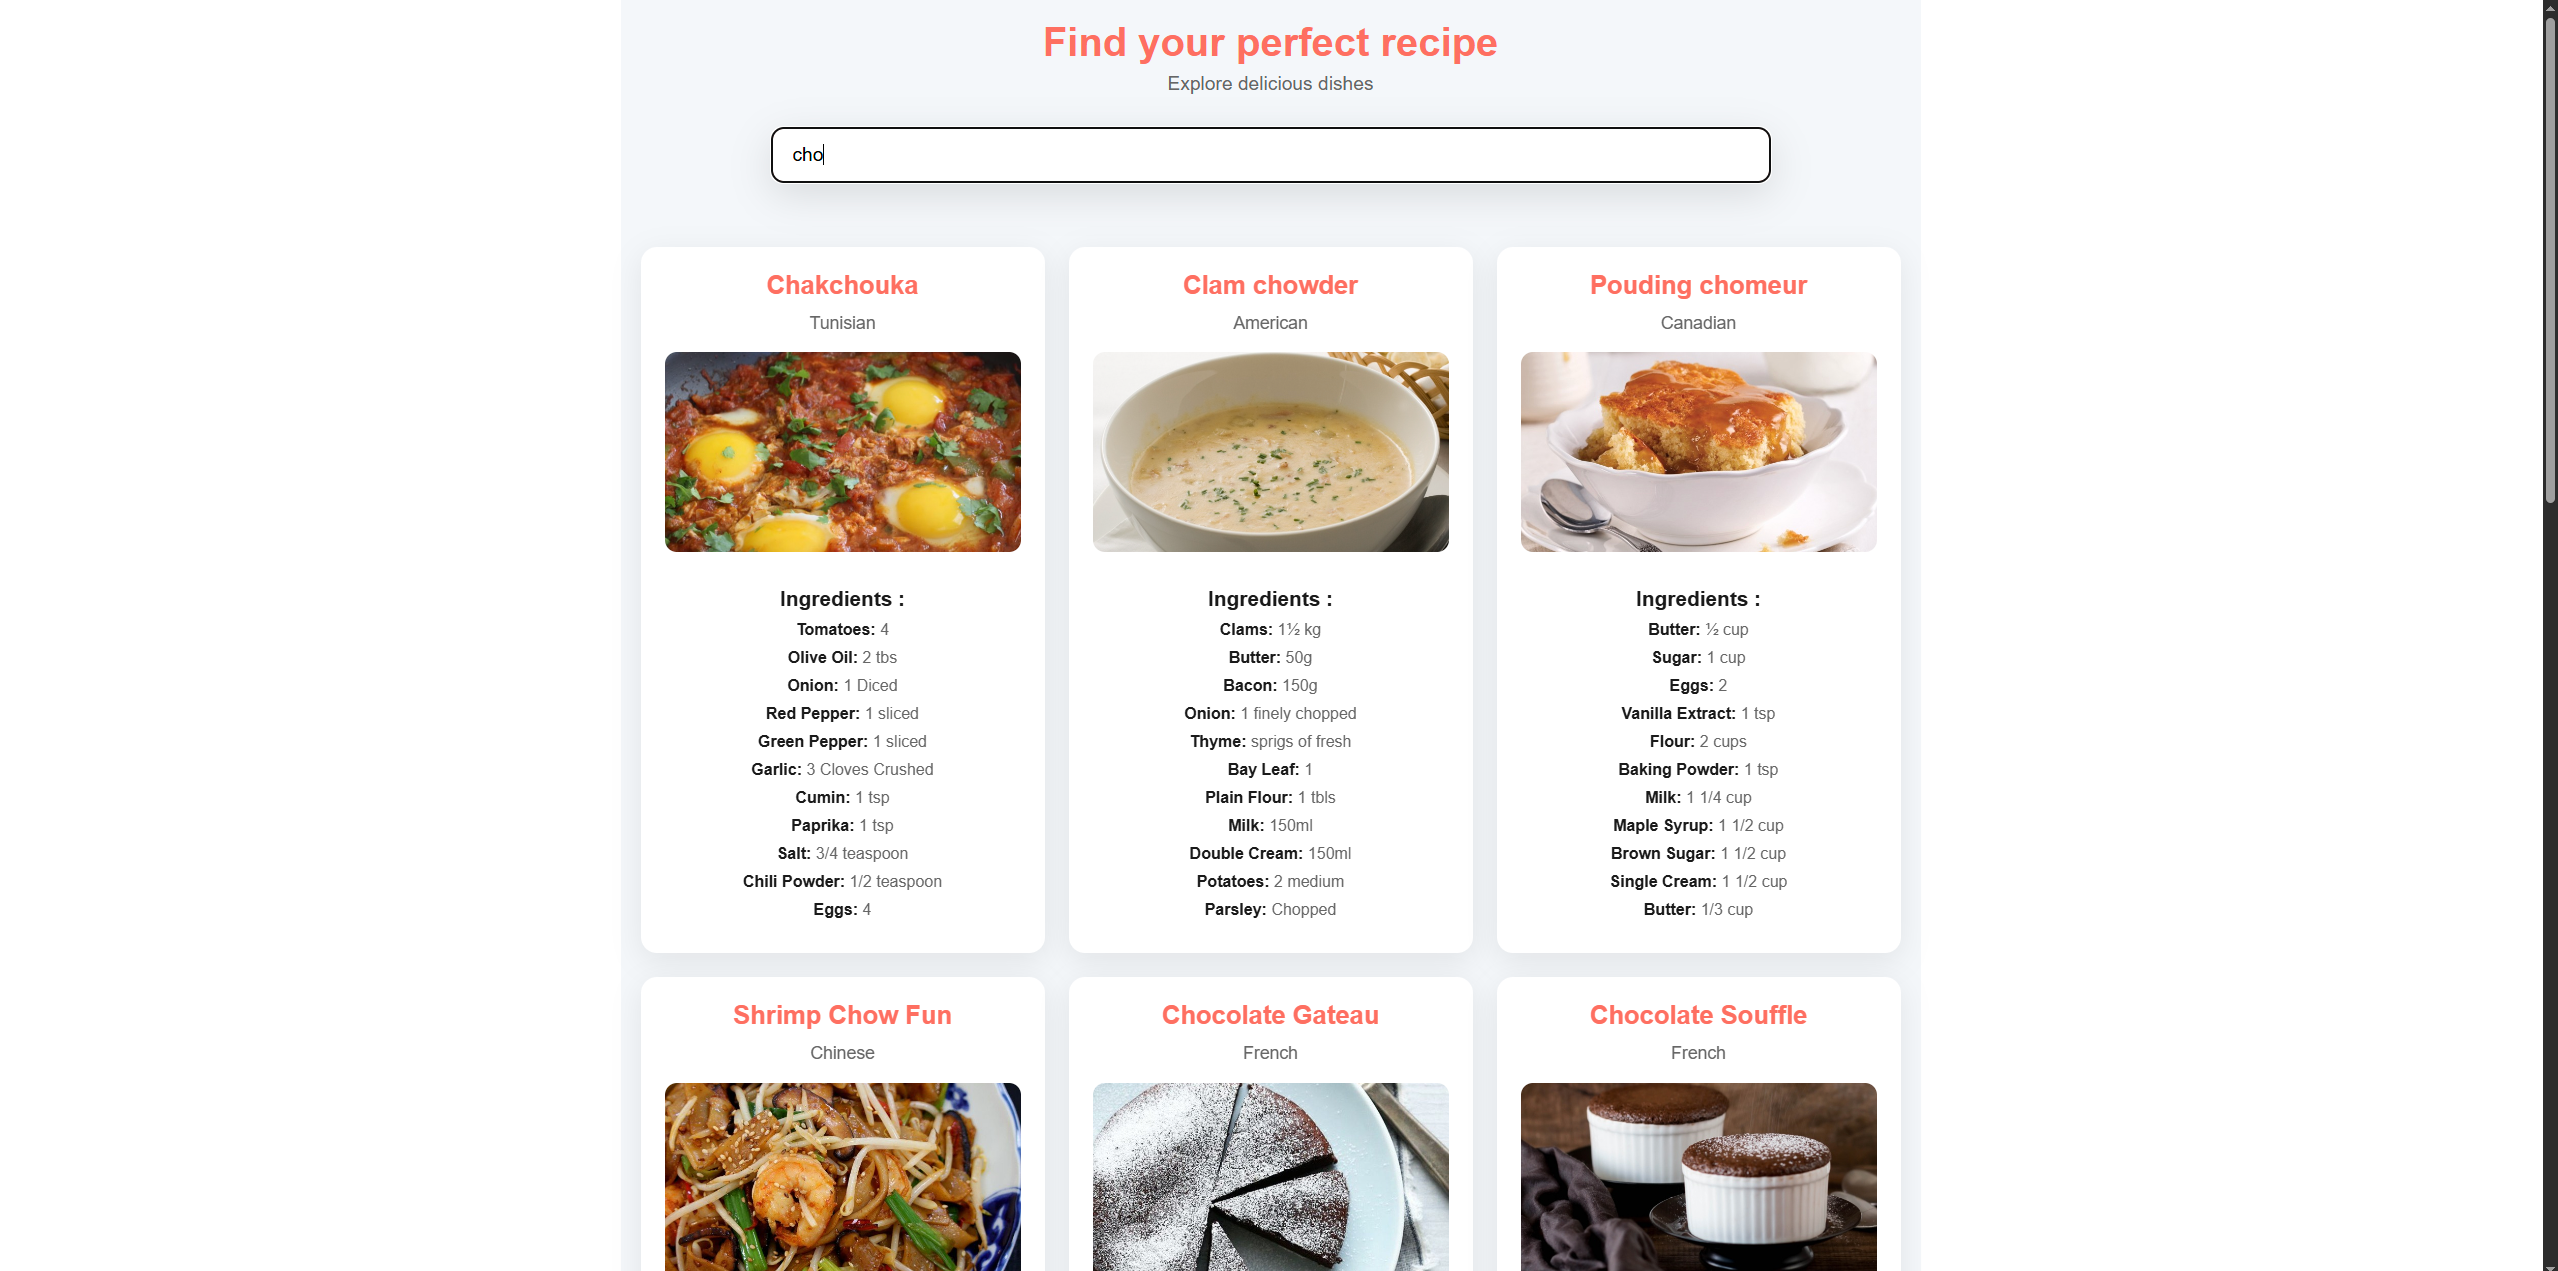 Find your perfect recipe
Explore delicious dishes
cho
Chakchouka
Tunisian
Ingredients :
Tomatoes: 4
Olive Oil: 2 tbs
Onion: 1 Diced
Red Pepper: 1 sliced
Green Pepper: 1 sliced
Garlic: 3 Cloves Crushed
Cumin: 1 tsp
Paprika: 1 tsp
Salt: 3/4 teaspoon
Chili Powder: 1/2 teaspoon
Eggs: 4
Clam chowder
American
Ingredients :
Clams: 1½ kg
Butter: 50g
Bacon: 150g
Onion: 1 finely chopped
Thyme: sprigs of fresh
Bay Leaf: 1
Plain Flour: 1 tbls
Milk: 150ml
Double Cream: 150ml
Potatoes: 2 medium
Parsley: Chopped
Pouding chomeur
Canadian
Ingredients :
Butter: ½ cup
Sugar: 1 cup
Eggs: 2
Vanilla Extract: 1 tsp
Flour: 2 cups
Baking Powder: 1 tsp
Milk: 1 1/4 cup
Maple Syrup: 1 1/2 cup
Brown Sugar: 1 1/2 cup
Single Cream: 1 1/2 cup
Butter: 1/3 cup
Shrimp Chow Fun
Chinese
Chocolate Gateau
French
Chocolate Souffle
French